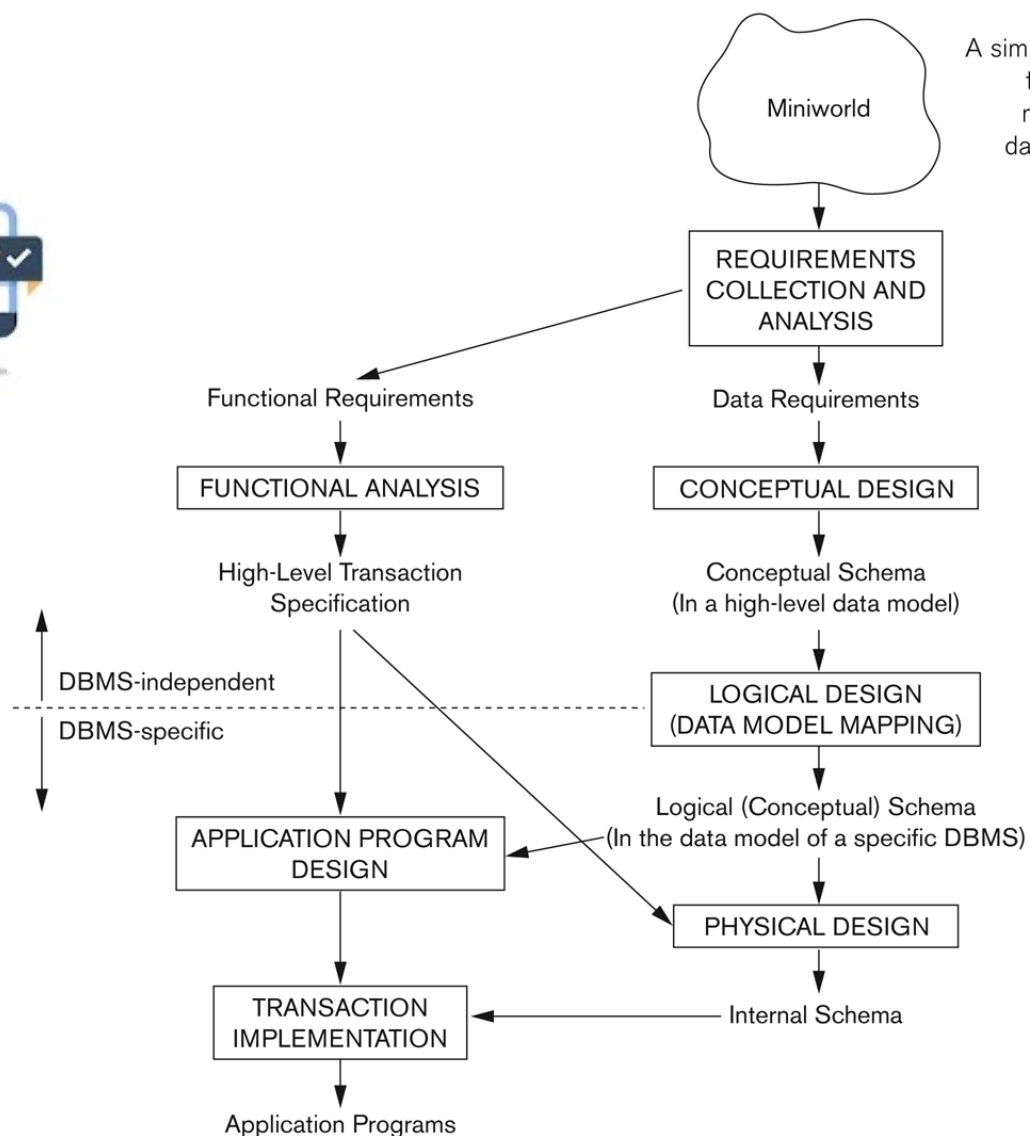 Miniworld
A sim
t
m
da
REQUIREMENTS
COLLECTION AND
ANALYSIS
Functional Requirements
Data Requirements
FUNCTIONAL ANALYSIS
CONCEPTUAL DESIGN
High-Level Transaction
Specification
Conceptual Schema
(In a high-level data model)
DBMS-independent
DBMS-specific
LOGICAL DESIGN
(DATA MODEL MAPPING)
Logical (Conceptual) Schema
(In the data model of a specific DBMS)
APPLICATION PROGRAM
DESIGN
PHYSICAL DESIGN
TRANSACTION
IMPLEMENTATION
Internal Schema
Application Programs